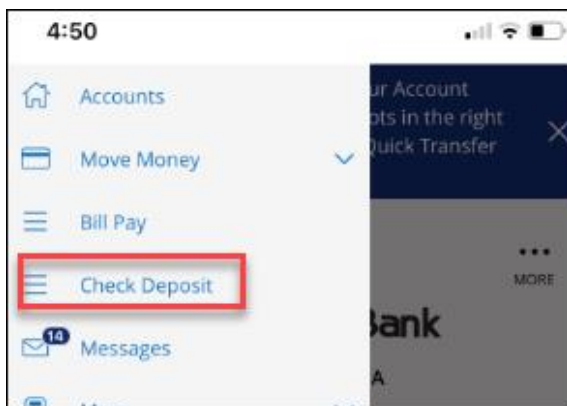 4:50
Accounts
Move Money
Bill Pay
Check Deposit
14
Messages
ur Account
ots in the right
Quick Transfer
MORE
Bank
A